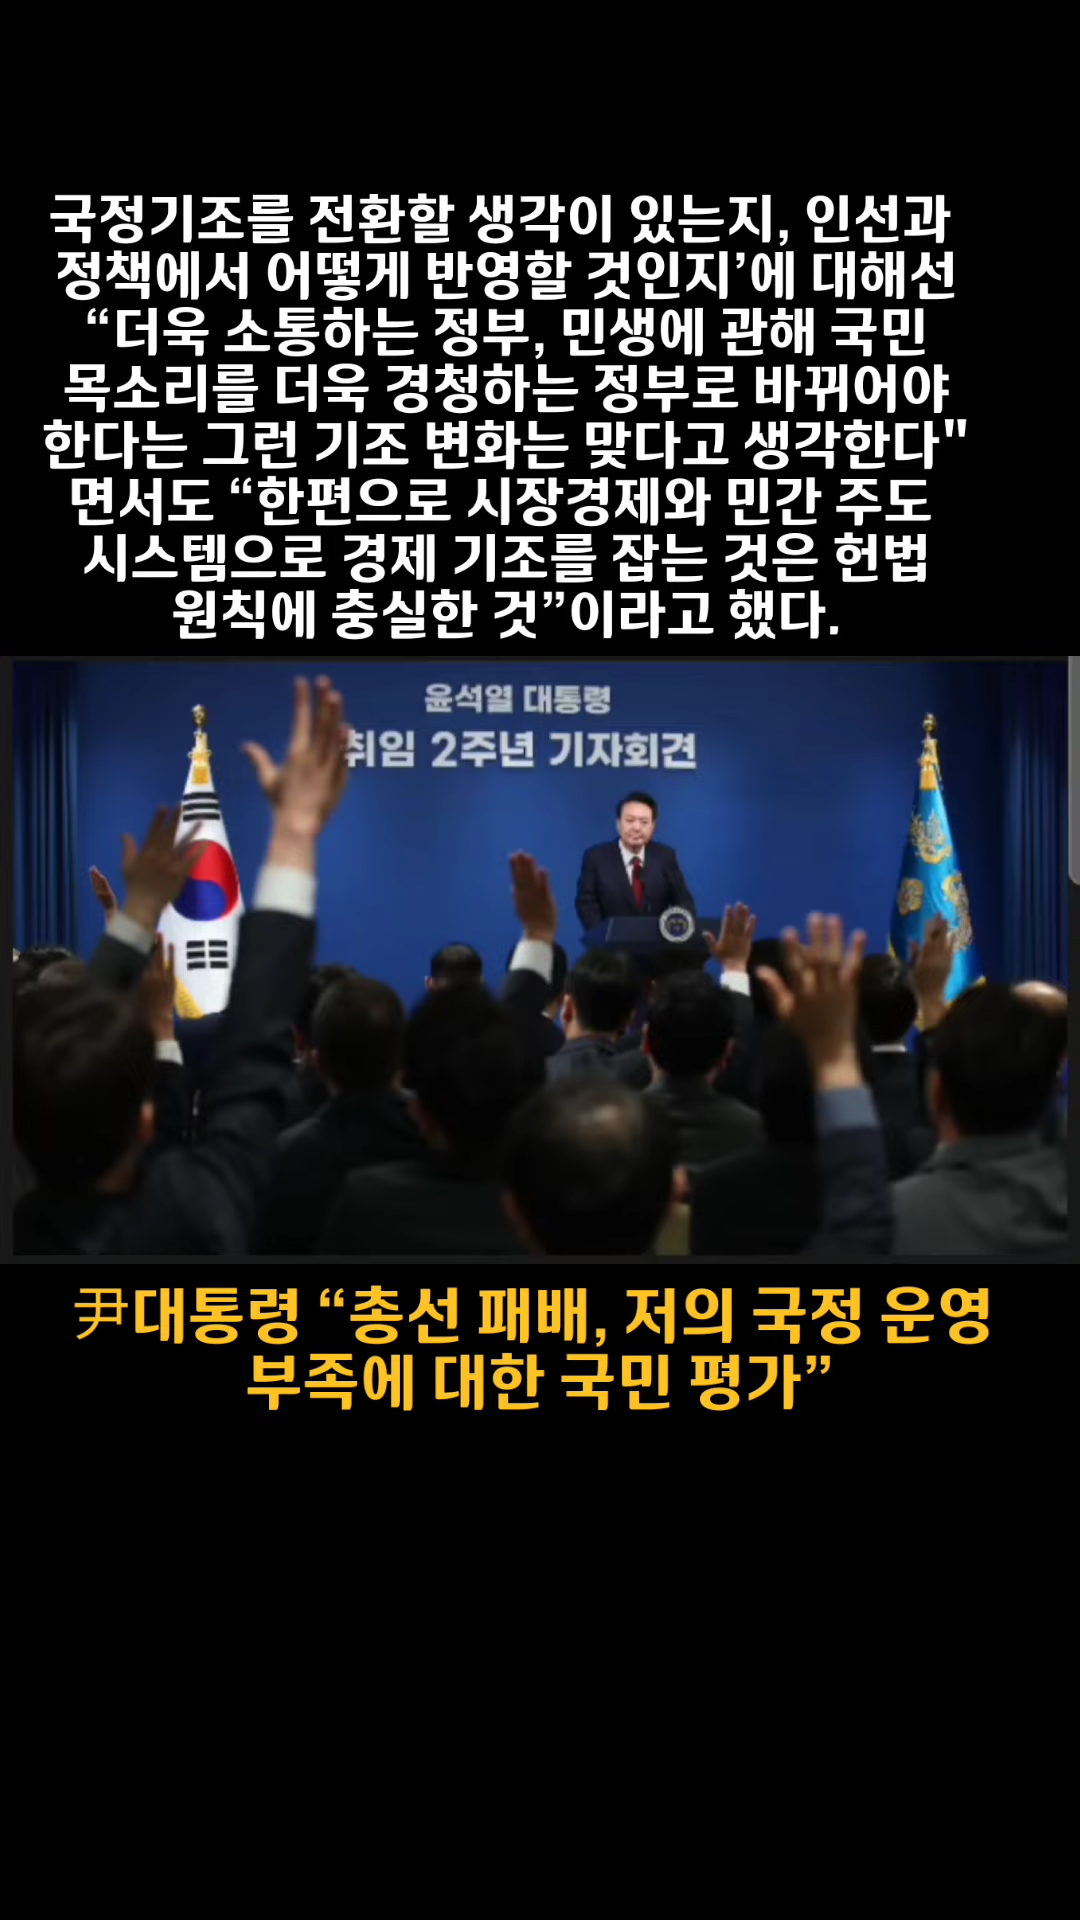 국정기조를 전환할 생각이 있는지, 인선과
정책에서 어떻게 반영할 것인지’에 대해선
“더욱 소통하는 정부, 민생에 관해 국민
목소리를 더욱 경청하는 정부로 바뀌어야
한다는 그런 기조 변화는 맞다고 생각한다"
면서도 “한편으로 시장경제와 민간 주도
시스템으로 경제 기조를 잡는 것은 헌법
원칙에 충실한 것”이라고 했다.
윤석열 대통령
취임 2주년 기자회견
尹대통령 “총선 패배, 저의 국정 운영
부족에 대한 국민 평가”